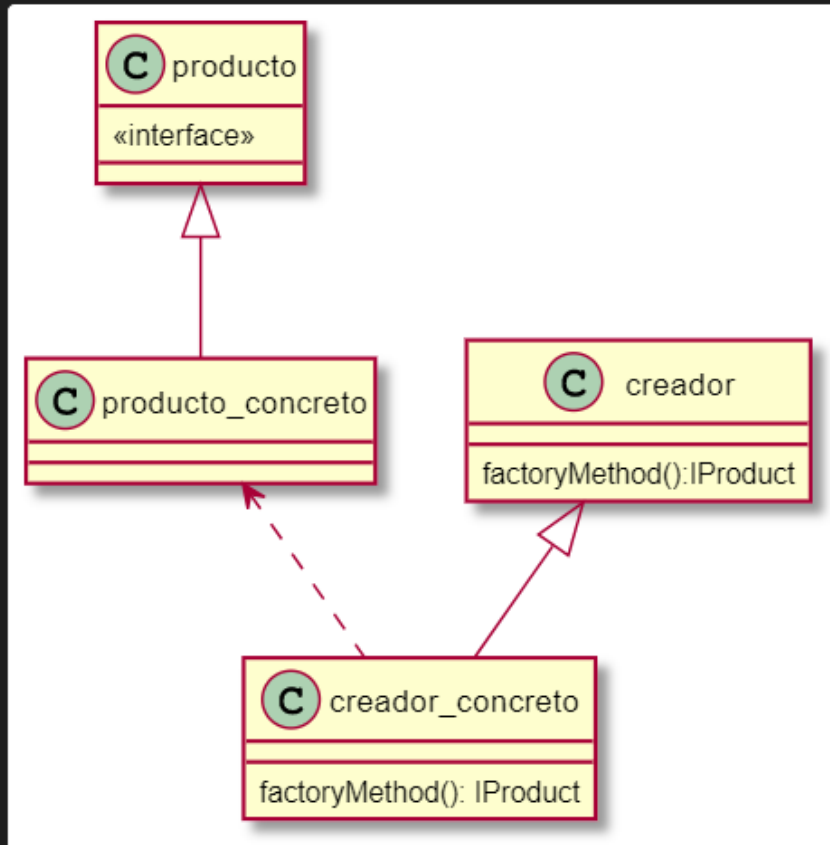 C producto
«interface»
C producto_concreto
C creador
factoryMethod():IProduct
C creador_concreto
factoryMethod(): IProduct